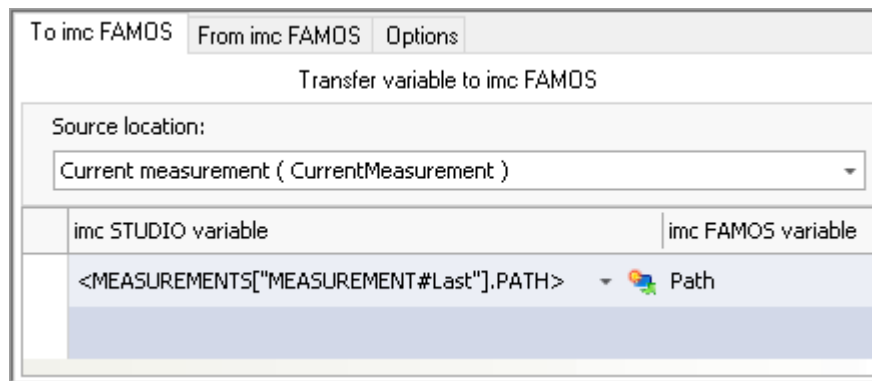 To imc FAMOS From imc FAMOS Options
Transfer variable to imc FAMOS
Source location:
Current measurement ( CurrentMeasurement )
imc STUDIO variable imc FAMOS variable
<MEASUREMENTS["MEASUREMENT#Last"].PATH> Path